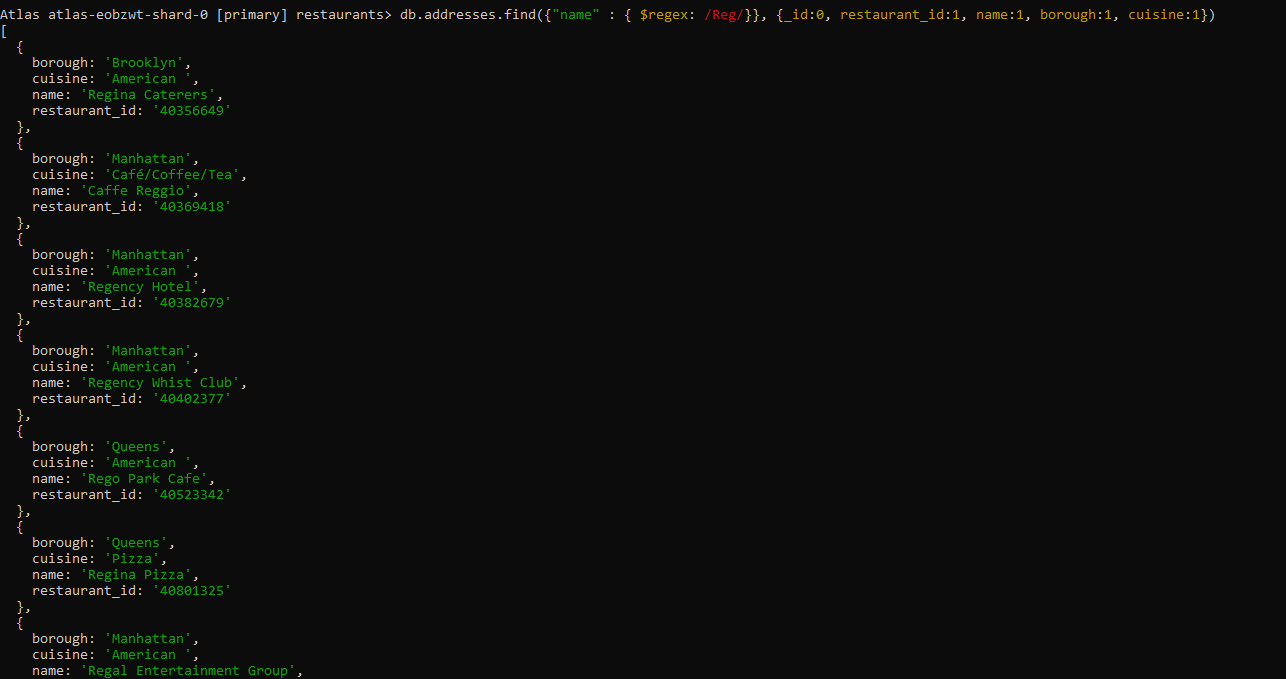 Atlas atlas-eobzwt-shard-0 [primary] restaurants> db.addresses.find({"name" : { $regex: /Reg/}}, {_id:0, restaurant_id:1, name:1, borough:1, cuisine:1})
[
  {
    borough: 'Brooklyn',
    cuisine: 'American ',
    name: 'Regina Caterers',
    restaurant_id: '40356649'
  },
  {
    borough: 'Manhattan',
    cuisine: 'Café/Coffee/Tea',
    name: 'Caffe Reggio',
    restaurant_id: '40369418'
  },
  {
    borough: 'Manhattan',
    cuisine: 'American ',
    name: 'Regency Hotel',
    restaurant_id: '40382679'
  },
  {
    borough: 'Manhattan',
    cuisine: 'American ',
    name: 'Regency Whist Club',
    restaurant_id: '40402377'
  },
  {
    borough: 'Queens',
    cuisine: 'American ',
    name: 'Rego Park Cafe',
    restaurant_id: '40523342'
  },
  {
    borough: 'Queens',
    cuisine: 'Pizza',
    name: 'Regina Pizza',
    restaurant_id: '40801325'
  },
  {
    borough: 'Manhattan',
    cuisine: 'American ',
    name: 'Regal Entertainment Group',